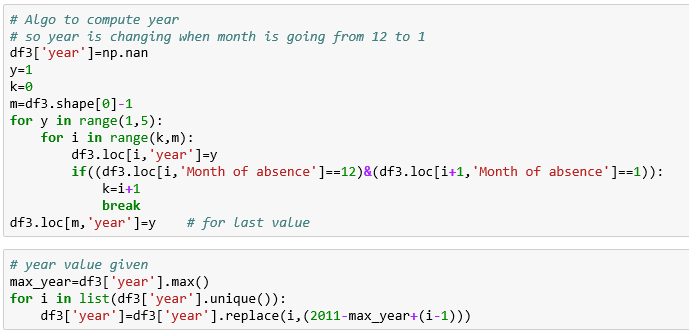 # Algo to compute year
# so year is changing when month is going from 12 to 1
df3['year']=np.nan
y=1
k=0
m=df3.shape[0]-1
for y in range(1,5):
    for i in range(k,m):
        df3.loc[i,'year']=y
        if((df3.loc[i,'Month of absence']==12)&(df3.loc[i+1,'Month of absence']==1)):
            k=i+1
            break
df3.loc[m,'year']=y    # for last value
# year value given
max_year=df3['year'].max()
for i in list(df3['year'].unique()):
    df3['year']=df3['year'].replace(i,(2011-max_year+(i-1)))